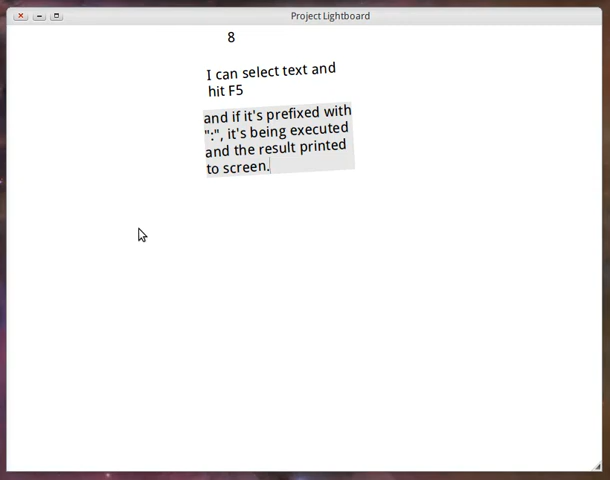 Project Lightboard
8
I can select text and
hit F5
and if it's prefixed with
":", it's being executed
and the result printed
to screen.